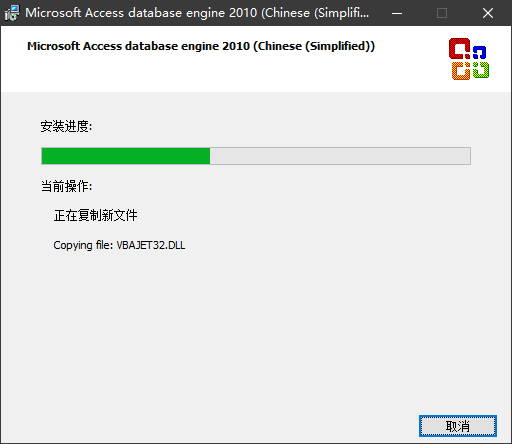 Microsoft Access database engine 2010 (Chinese (Simplifi...
Microsoft Access database engine 2010 (Chinese (Simplified))
安装进度:
当前操作:
正在复制新文件
Copying file: VBAJET32.DLL
取消